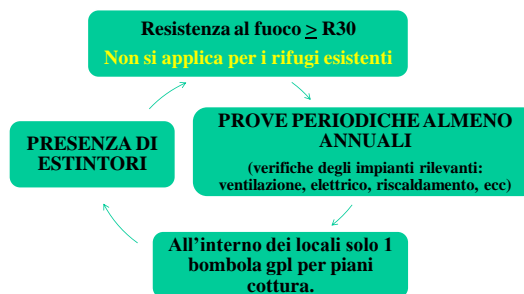 Resistenza al fuoco ≥ R30
Non si applica per i rifugi esistenti
PROVE PERIODICHE ALMENO
ANNUALI
(verifiche degli impianti rilevanti:
ventilazione, elettrico, riscaldamento, ecc)
PRESENZA DI
ESTINTORI
All'interno dei locali solo 1
bombola gpl per piani
cottura.